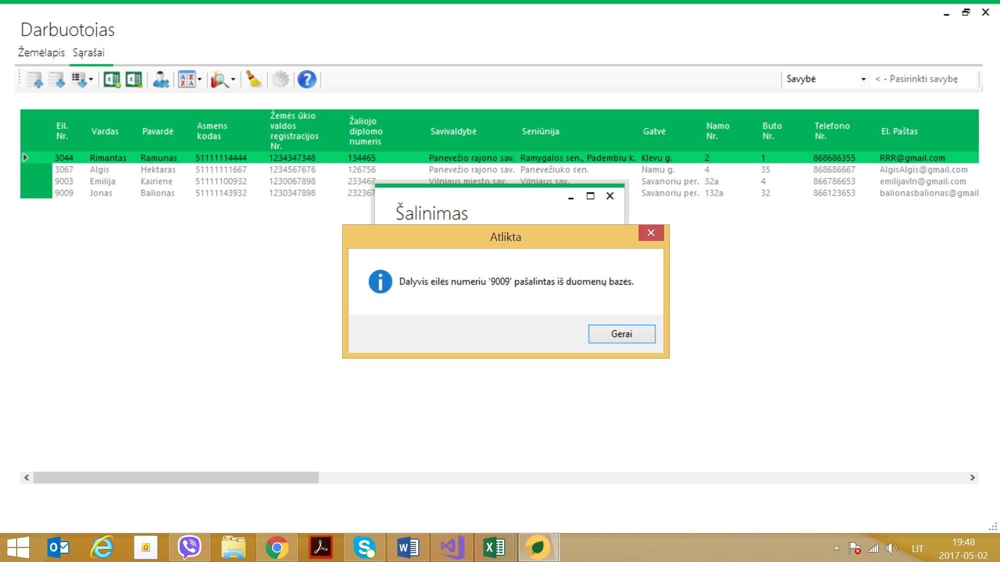 Darbuotojas
Žemėlapis Sąrašai
Savybė < - Pasirinkti savybę
Eil. Nr. Vardas Pavardė Asmens kodas Žemės ūkio valdos registracijos Nr. Žaliojo diplomo numeris Savivaldybė Seniūnija Gatvė Namo Nr. Buto Nr. Telefono Nr. El. Paštas
3044 Rimantas Ramunas 51111114444 1234347348 134465 Panevežio rajono sav. Ramygalos sen., Padembiu k. Klevu g. 2 1 868686355 RRR@gmail.com
3067 Algis Hektaras 51111111667 1234567676 126756 Panevežio rajono sav. Panevežiuko sen. Namu g. 4 35 868686667 AlgisAlgis@gmail.com
9003 Emilija Kairiene 51111100932 1230067898 233467 Vilniaus miesto sav. Vilniaus sav. Savanoriu per. 32a 4 866786653 emilijavln@gmail.com
9009 Jonas Balionas 51111143932 1230347898 232367 Savanoriu per. 132a 32 866123653 balionasbalionas@gmail
Šalinimas
Atlikta
Dalyvis eilės numeriu '9009' pašalintas iš duomenų bazės.
Gerai
LIT
19:48
2017-05-02